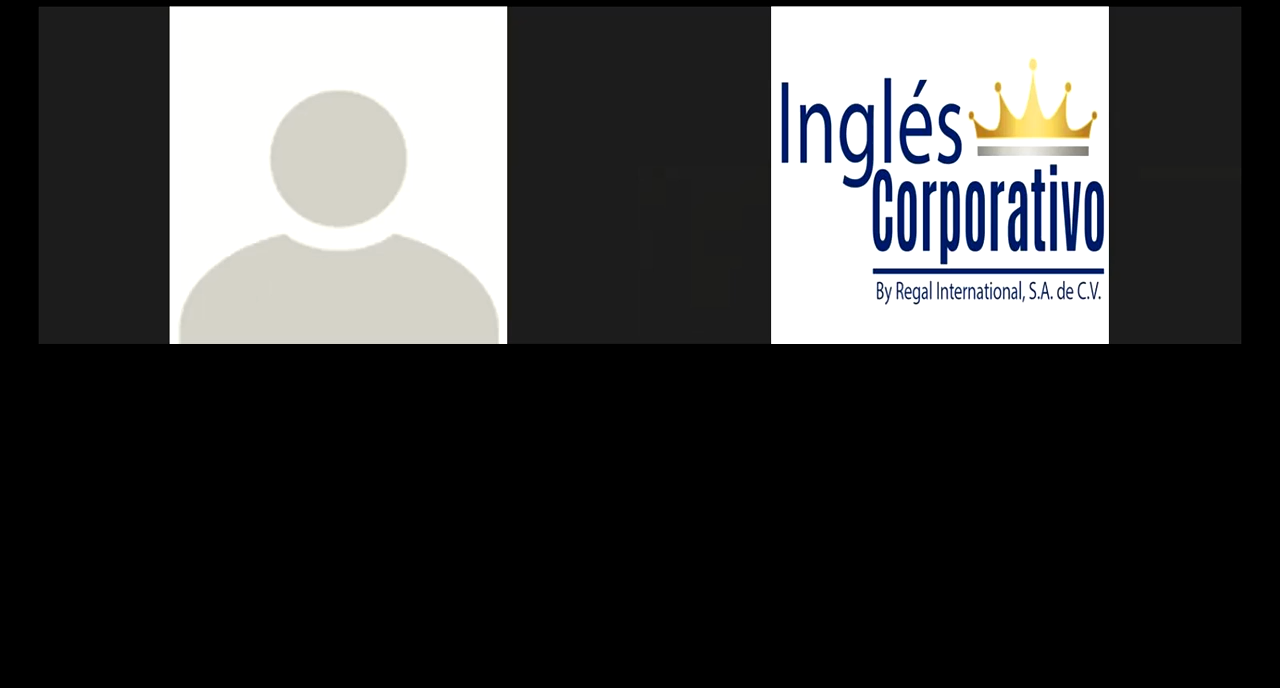 Inglés
Corporativo
By Regal International, S.A. de C.V.